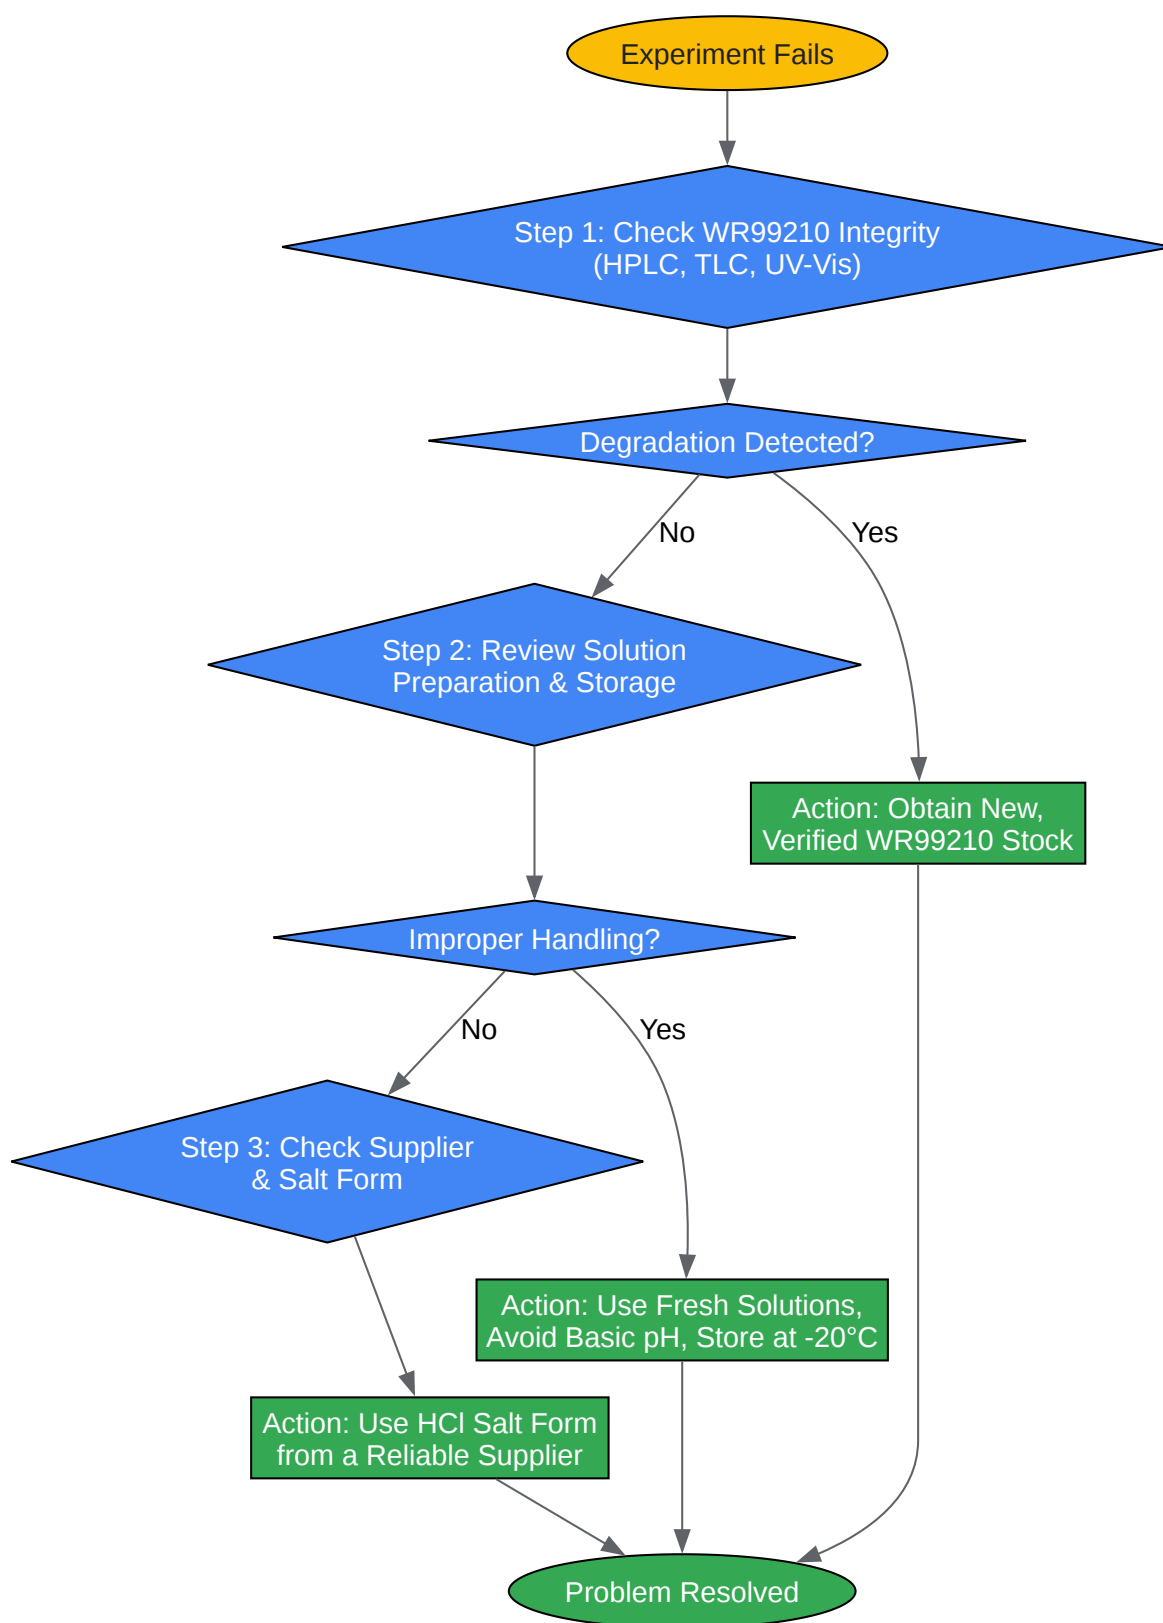 Experiment Fails
Step 1: Check WR99210 Integrity
(HPLC, TLC, UV-Vis)
Degradation Detected?
No
Yes
Step 2: Review Solution
Preparation & Storage
Action: Obtain New,
Verified WR99210 Stock
Improper Handling?
No
Yes
Step 3: Check Supplier
& Salt Form
Action: Use Fresh Solutions,
Avoid Basic pH, Store at -20°C
Action: Use HCl Salt Form
from a Reliable Supplier
Problem Resolved